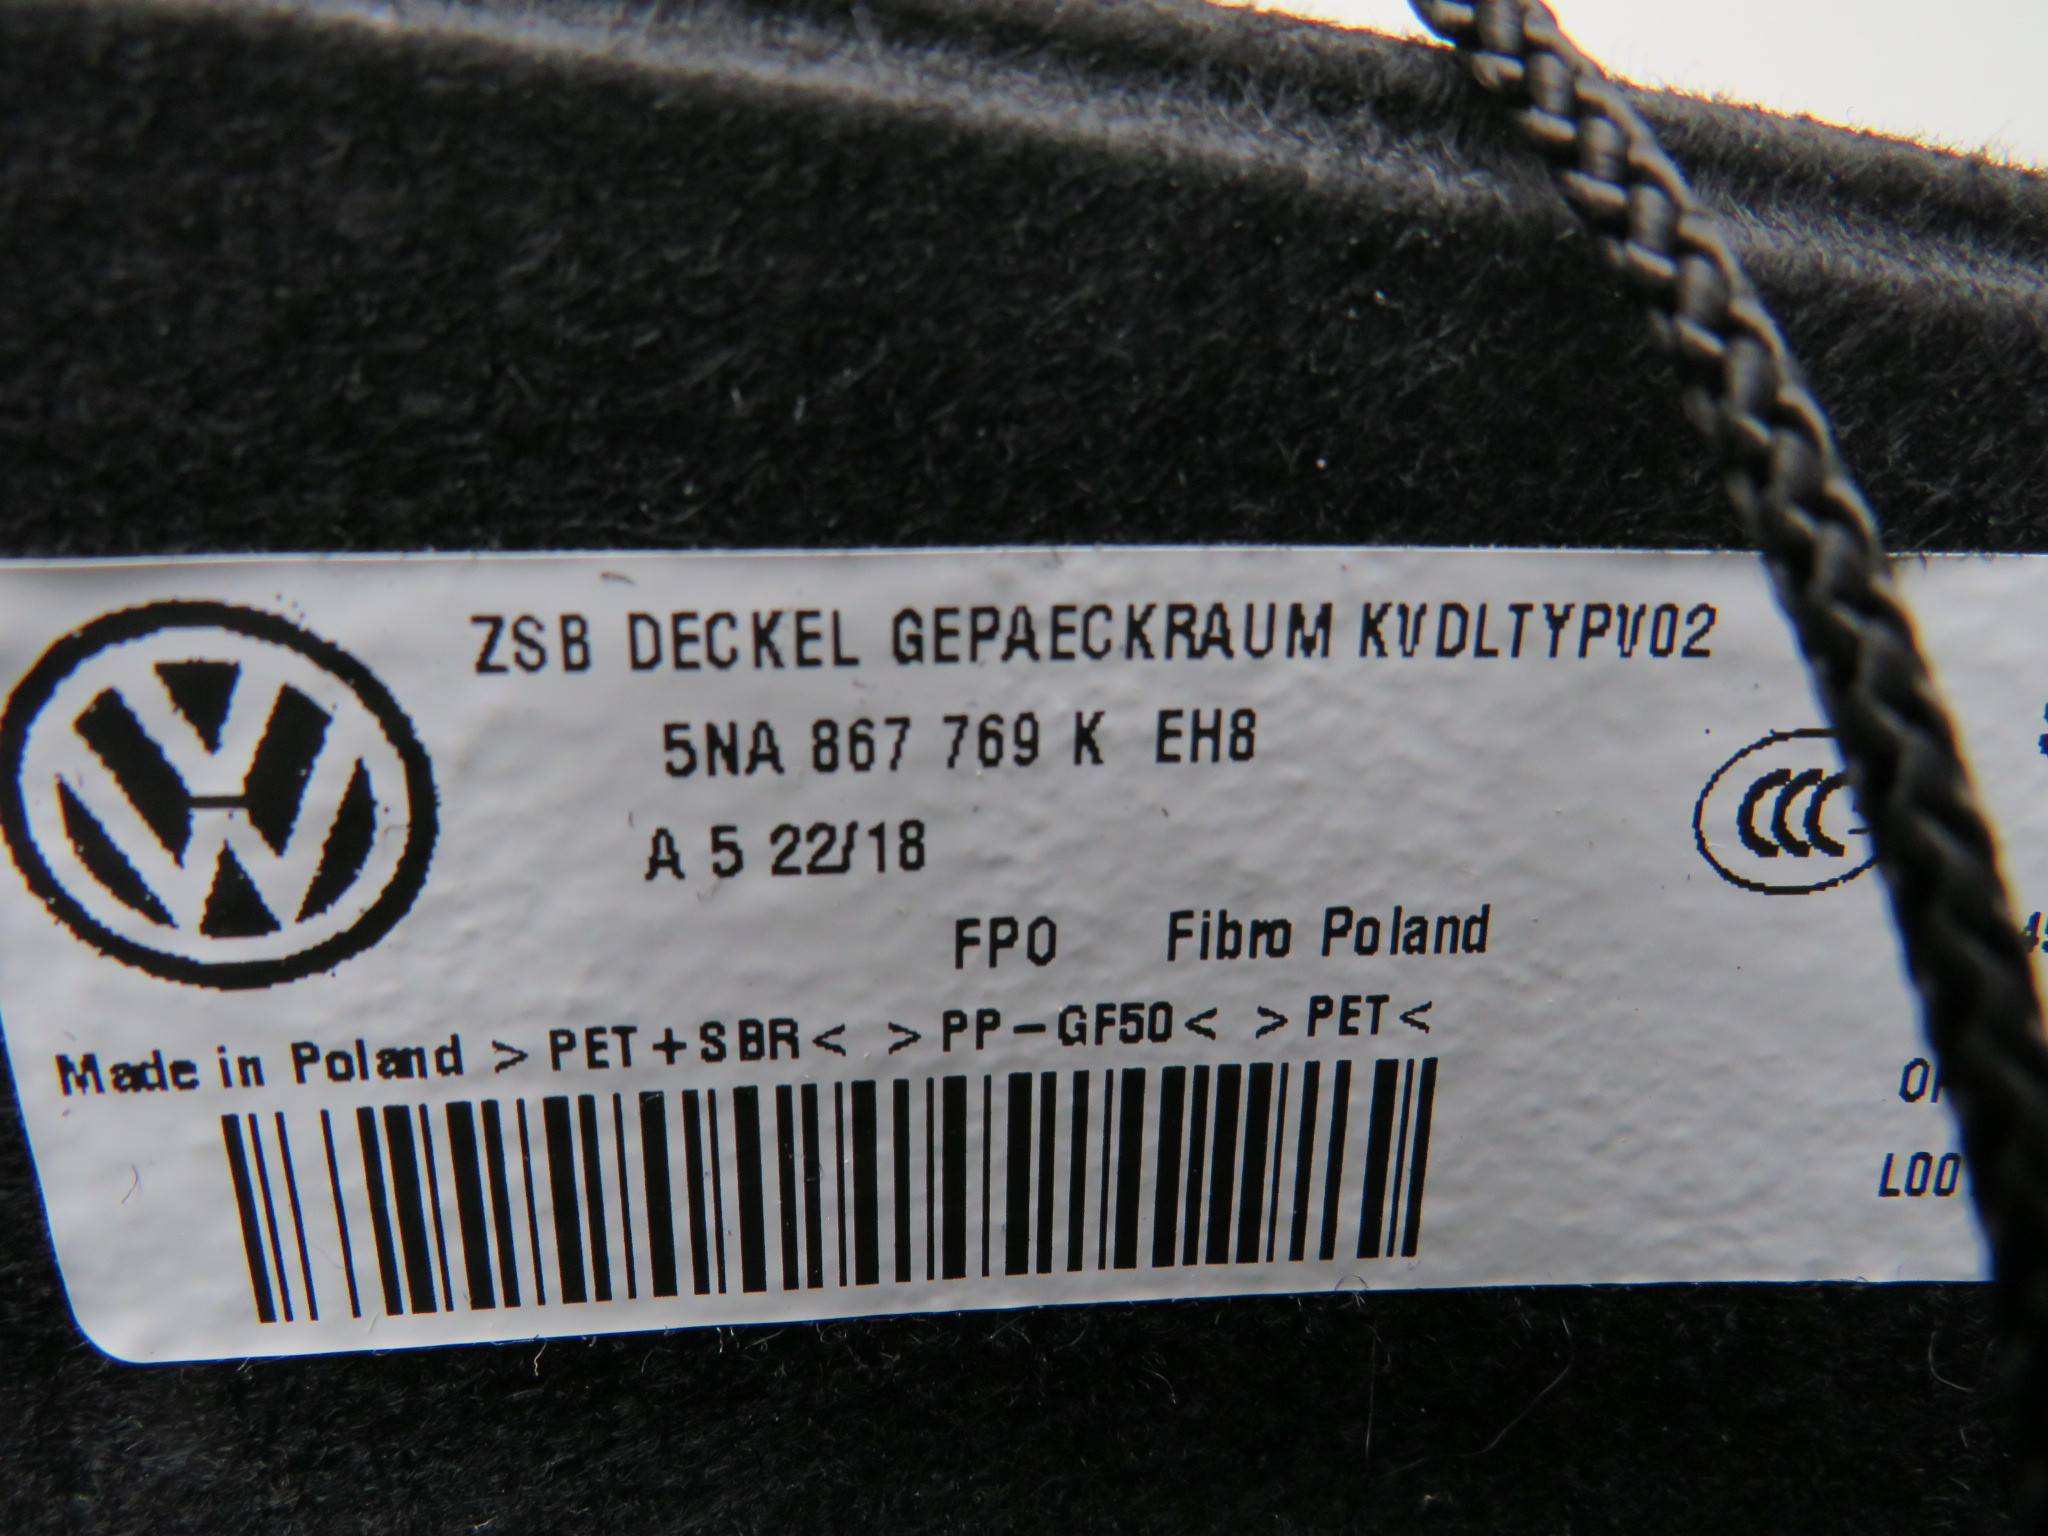 ZSB DECKEL GEPAECKRAUM KVDLTYPV02
5NA 867 769 K EH8
A 5 22/18
FPO Fibro Poland
Made in Poland >PET+SBR< >PP-GF50< >PET<
L00